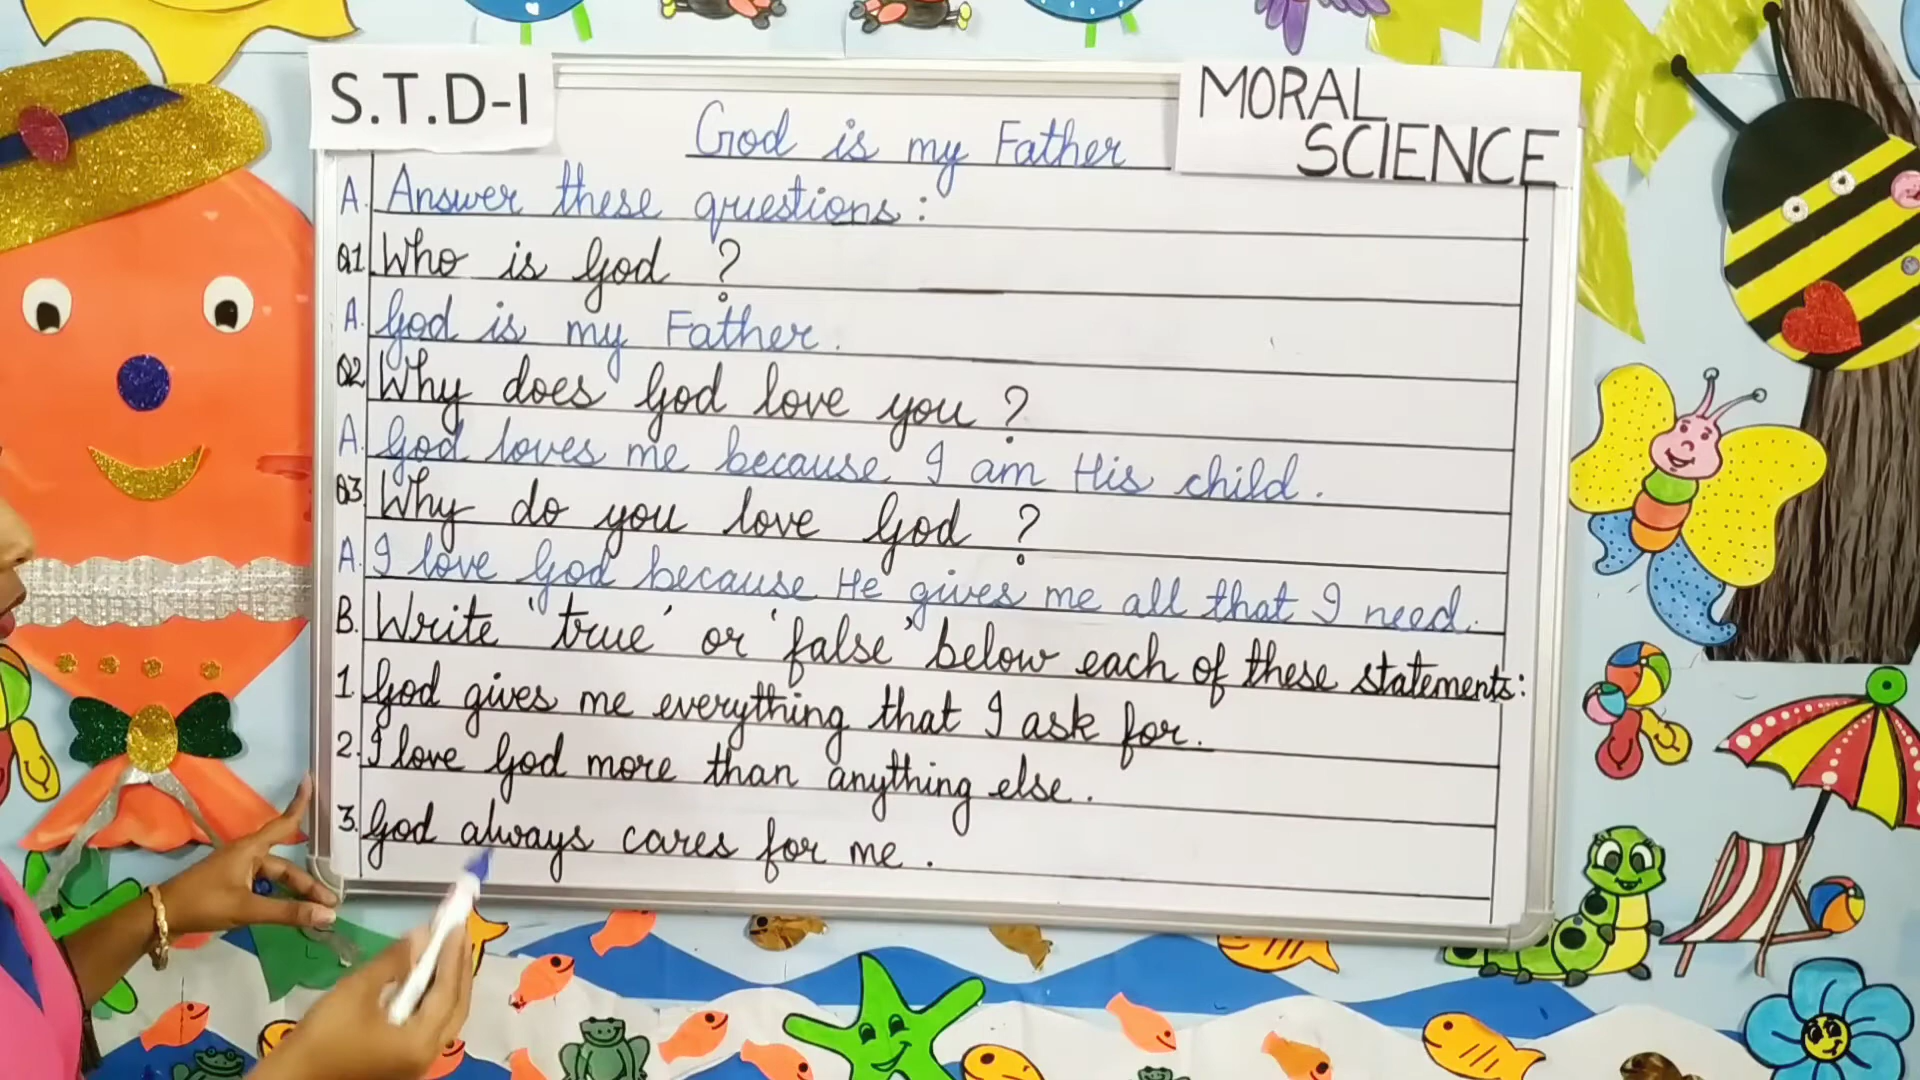 S.T.D-I
MORAL
SCIENCE
God is my Father
A. Answer these questions:
Q1 Who is God ?
A. God is my Father.
Q2 Why does God love you ?
A. God loves me because I am His child.
Q3. Why do you love God ?
A. I love God because He gives me all that I need.
B. Write 'true' or 'false' below each of these statements:
1. God gives me everything that I ask for.
2. I love God more than anything else.
3. God always cares for me.